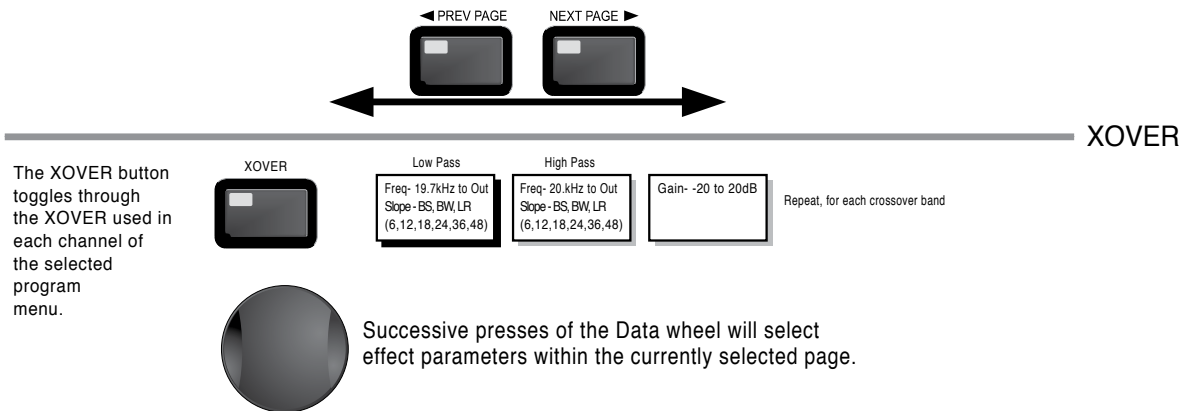 ◄ PREV PAGE NEXT PAGE ►
XOVER
The XOVER button
toggles through
the XOVER used in
each channel of
the selected
program
menu.
XOVER
Low Pass
Freq- 19.7kHz to Out
Slope - BS, BW, LR
(6,12,18,24,36,48)
High Pass
Freq- 20.kHz to Out
Slope - BS, BW, LR
(6,12,18,24,36,48)
Gain- -20 to 20dB
Repeat, for each crossover band
Successive presses of the Data wheel will select
effect parameters within the currently selected page.